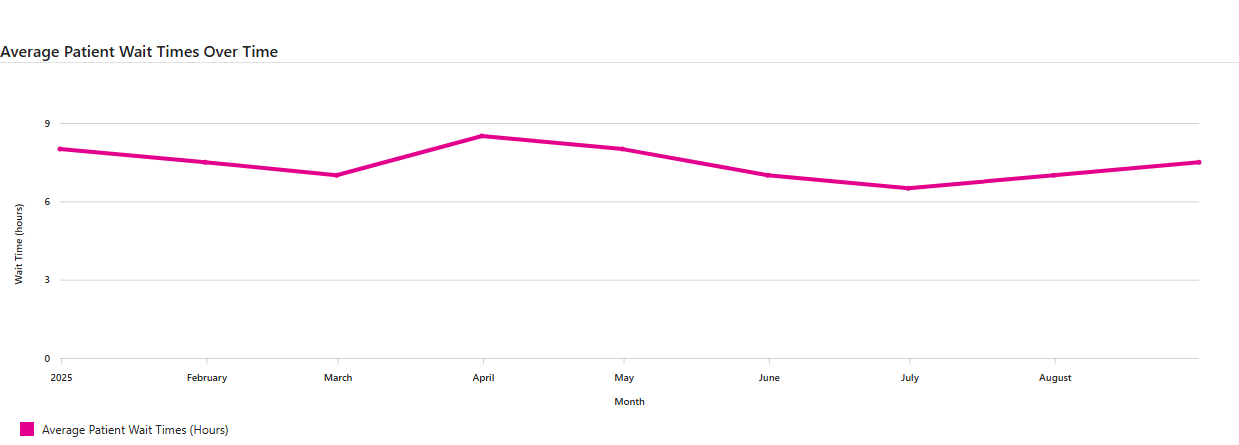 Average Patient Wait Times Over Time
9
6
3
0
Wait Time (hours)
2025 February March April May June July August
Month
Average Patient Wait Times (Hours)